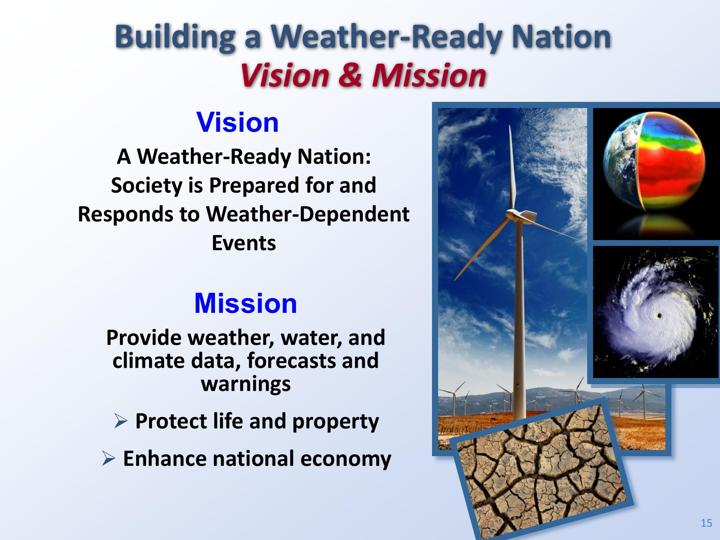 Building a Weather-Ready Nation
Vision & Mission
Vision
A Weather-Ready Nation:
Society is Prepared for and
Responds to Weather-Dependent
Events
Mission
Provide weather, water, and
climate data, forecasts and
warnings
➢ Protect life and property
➢ Enhance national economy
15